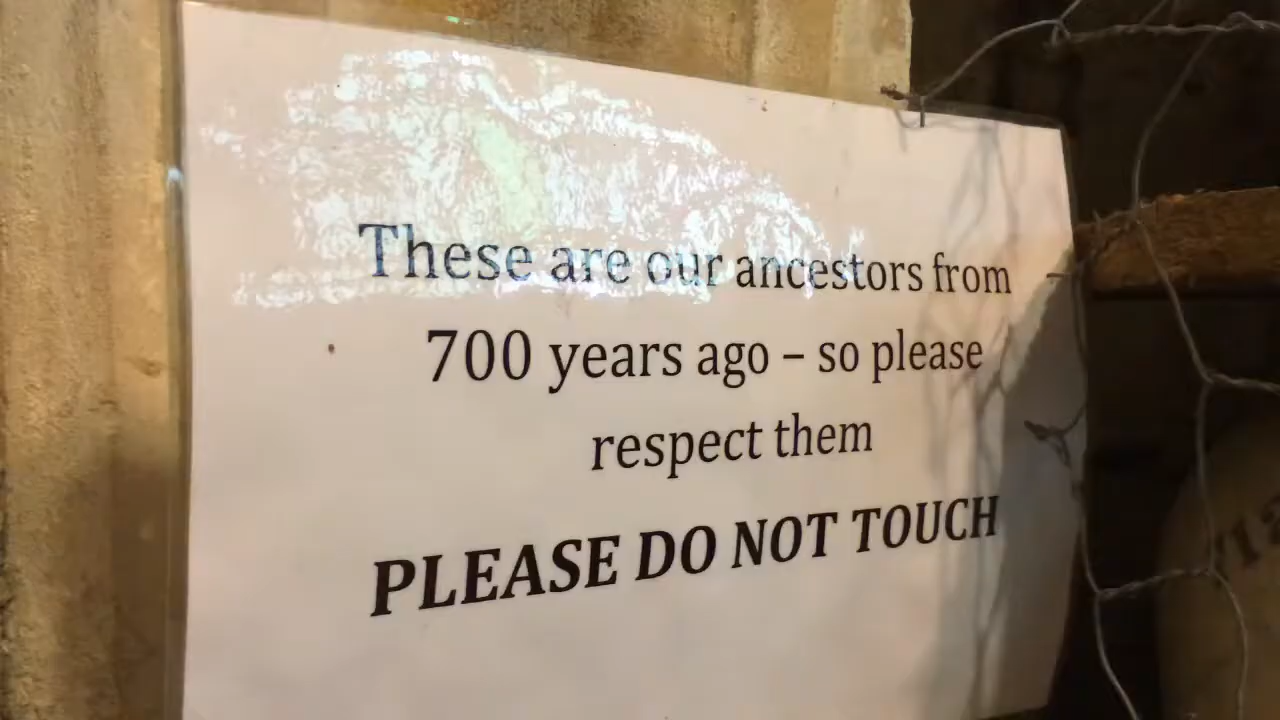 These are our ancestors from
700 years ago – so please
respect them
PLEASE DO NOT TOUCH